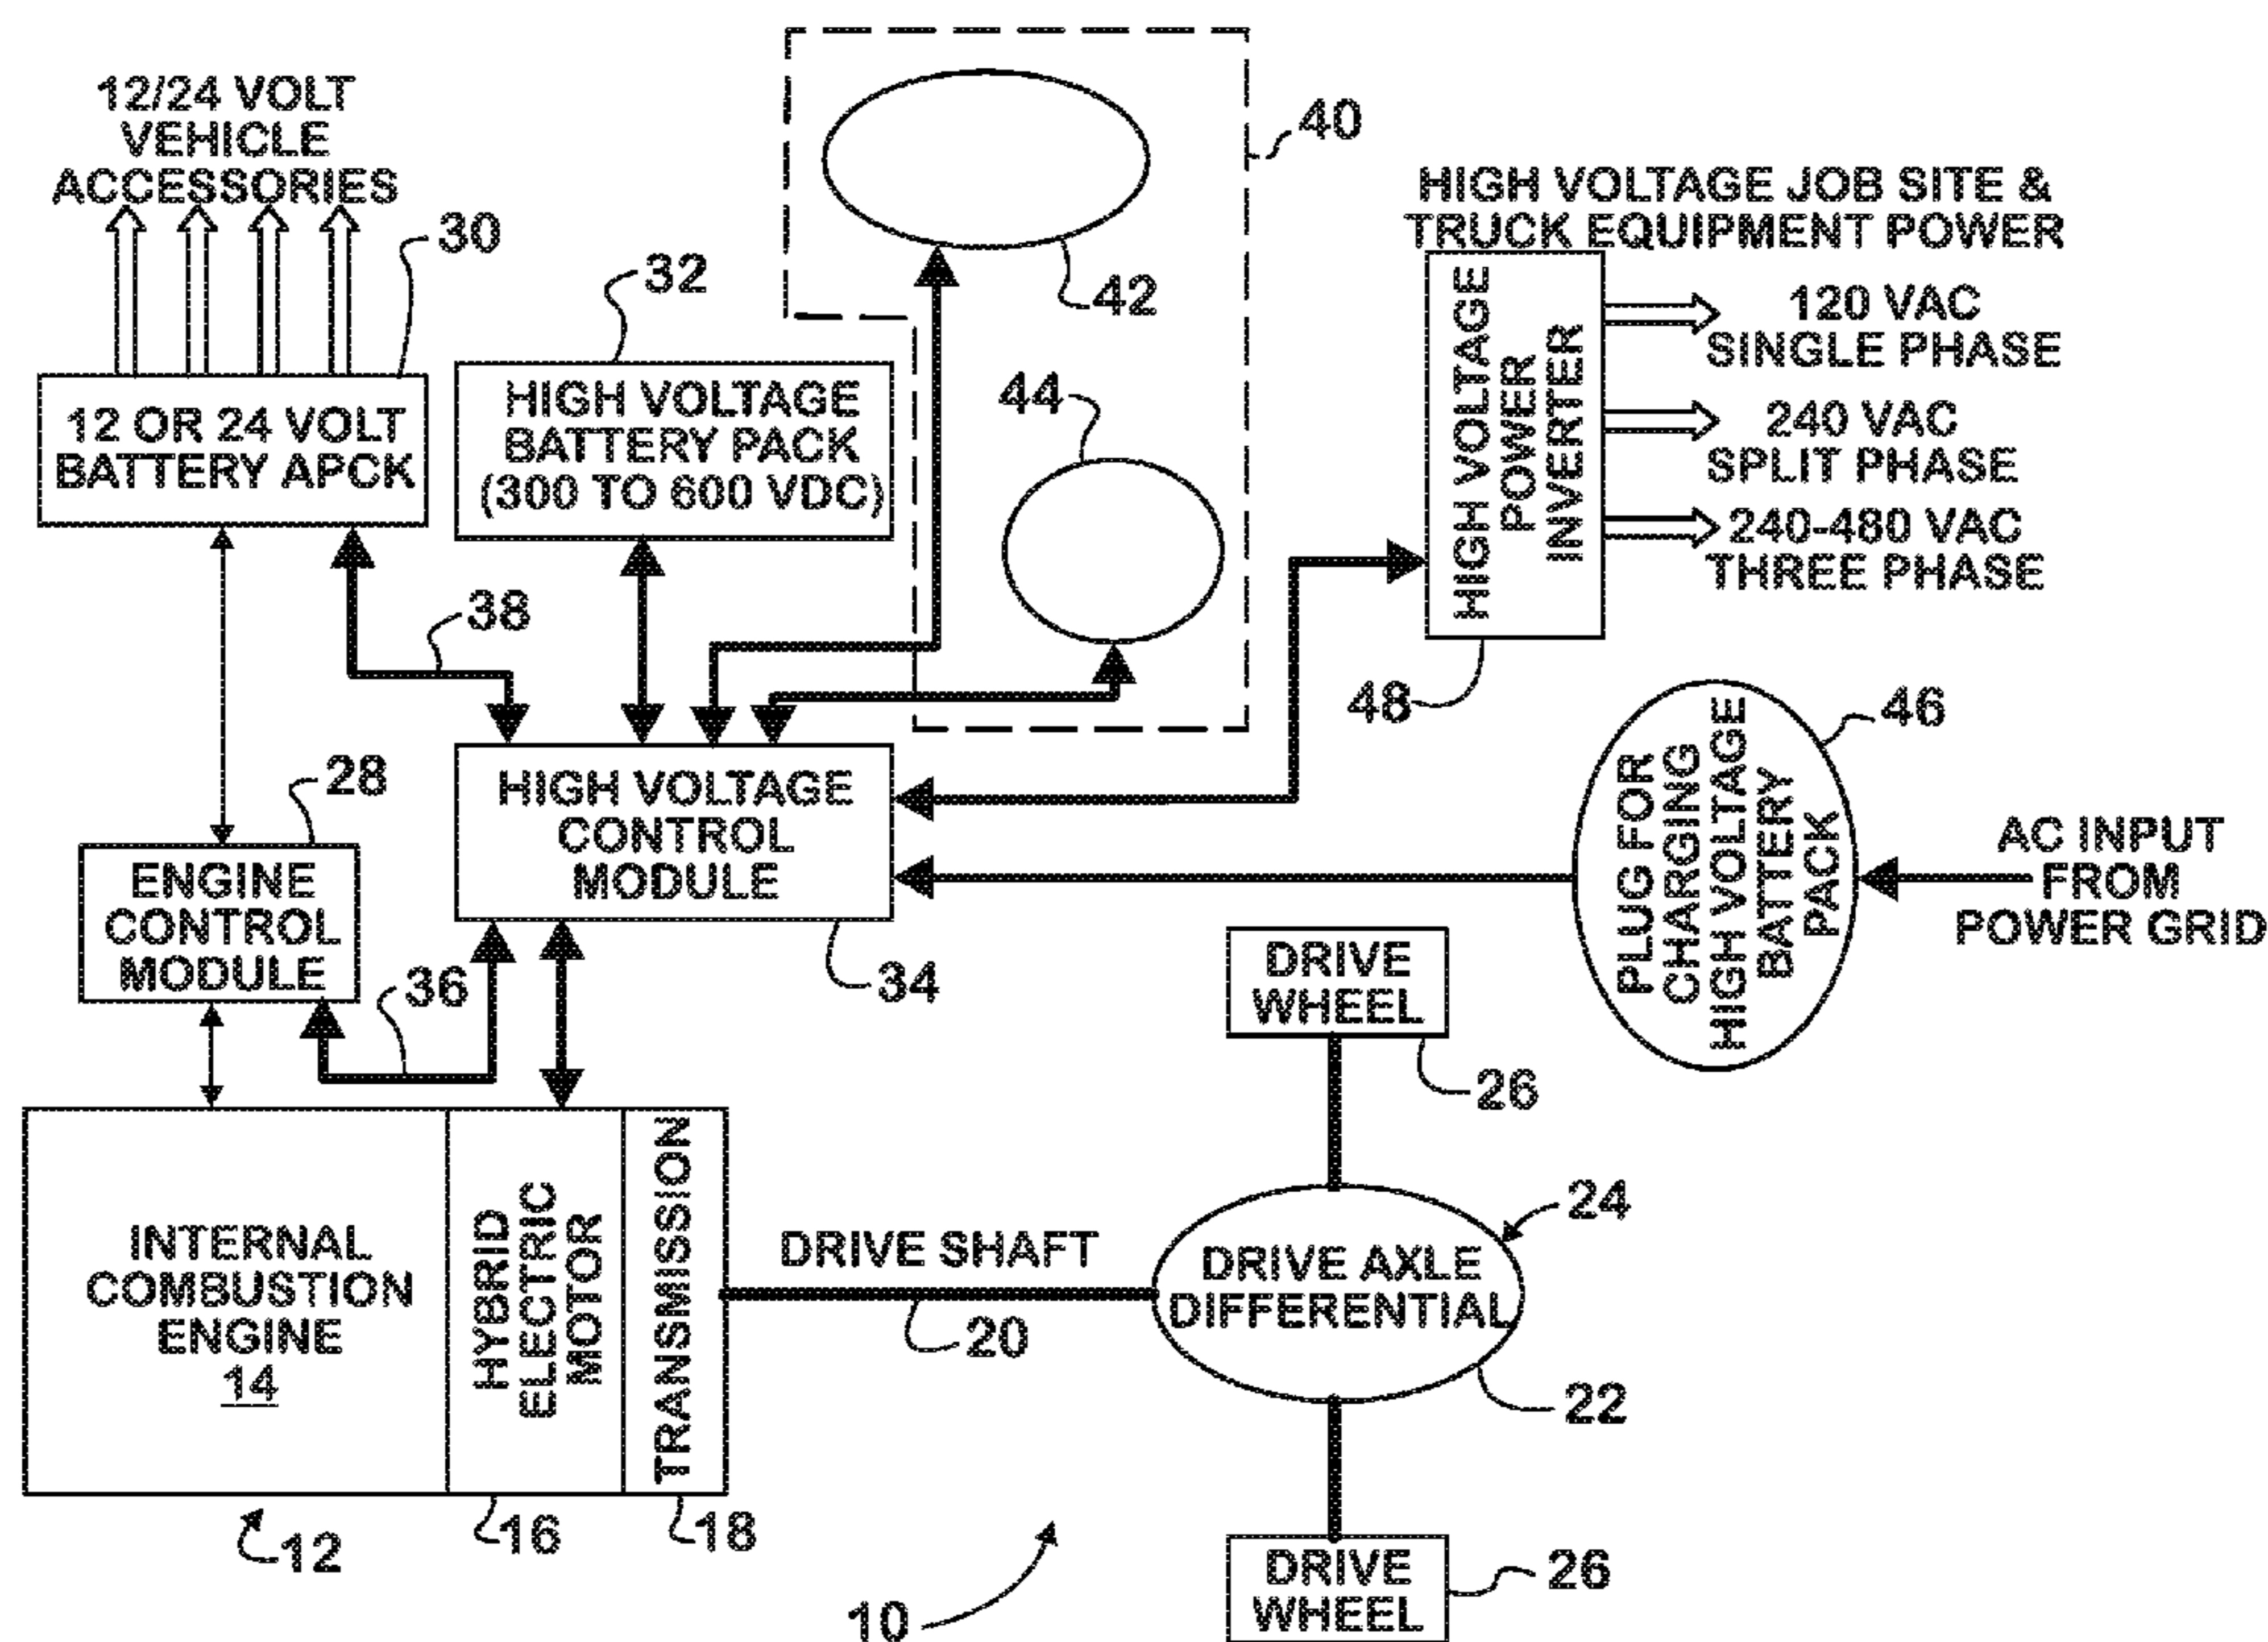 12/24 VOLT
VEHICLE
ACCESSORIES
30
12 OR 24 VOLT
BATTERY APCK
32
HIGH VOLTAGE
BATTERY PACK
(300 TO 600 VDC)
38
40
42
44
HIGH VOLTAGE JOB SITE &
TRUCK EQUIPMENT POWER
HIGH VOLTAGE
POWER
INVERTER
120 VAC
SINGLE PHASE
240 VAC
SPLIT PHASE
240-480 VAC
THREE PHASE
48
46
PLUG FOR
CHARGING
HIGH VOLTAGE
BATTERY
PACK
AC INPUT
FROM
POWER GRID
28
ENGINE
CONTROL
MODULE
HIGH VOLTAGE
CONTROL
MODULE
34
36
INTERNAL
COMBUSTION
ENGINE
14
HYBRID
ELECTRIC
MOTOR
TRANSMISSION
12
16
18
DRIVE SHAFT
20
DRIVE
WHEEL
26
24
DRIVE AXLE
DIFFERENTIAL
22
DRIVE
WHEEL
26
10